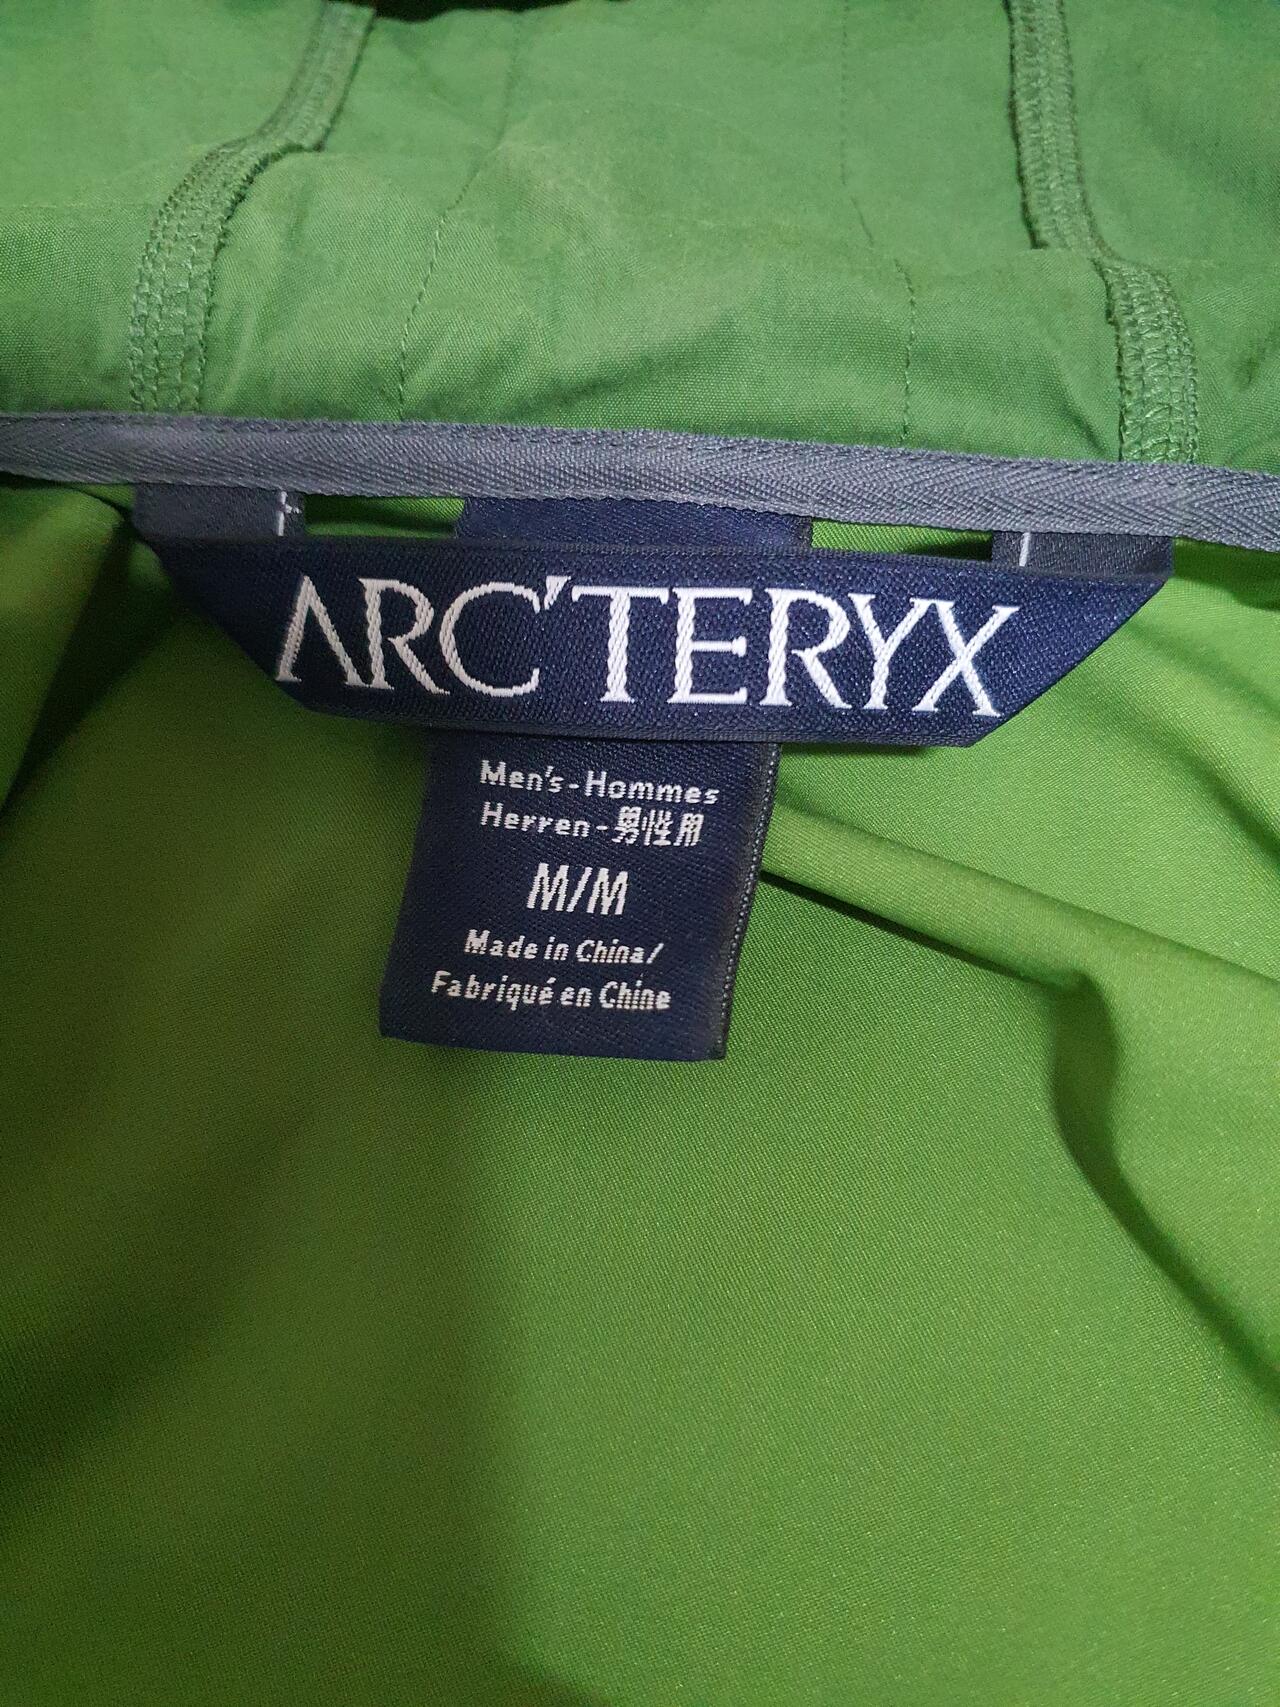 ARC'TERYX
Men's-Hommes
Herren-男性用
M/M
Made in China/
Fabriqué en Chine